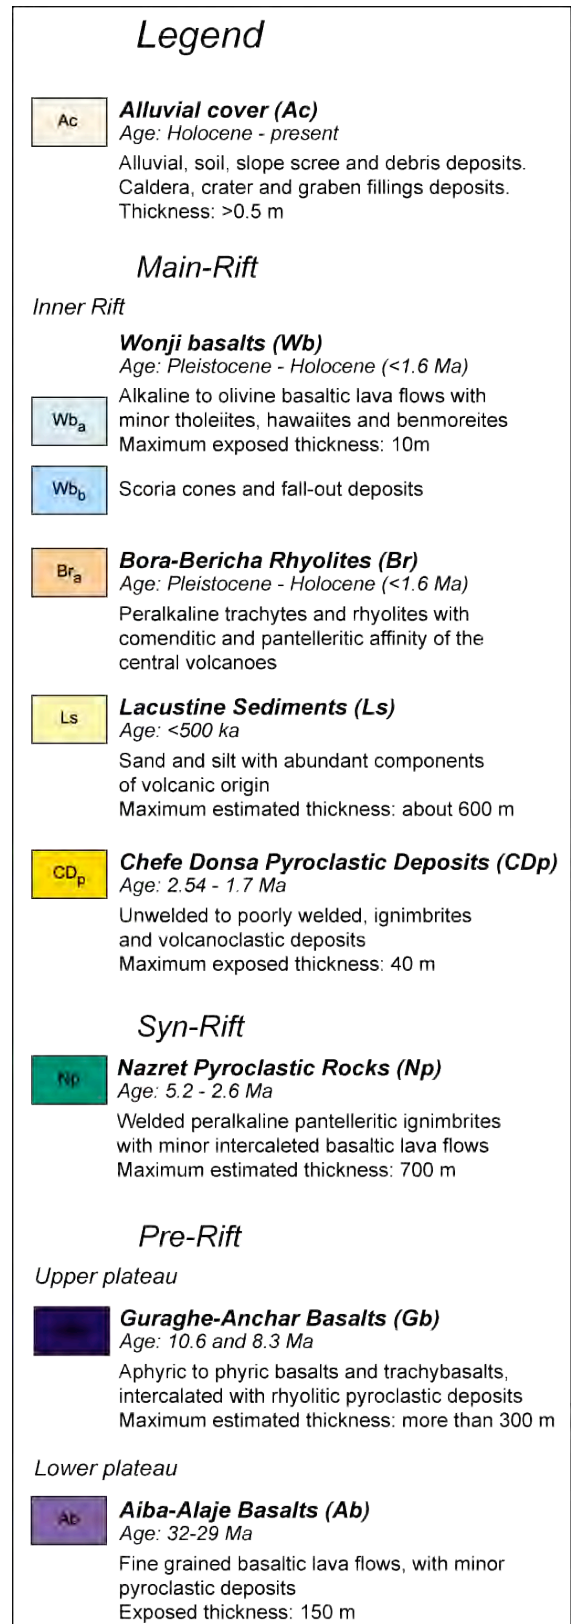 Legend
Ac
Alluvial cover (Ac)
Age: Holocene - present
Alluvial, soil, slope scree and debris deposits.
Caldera, crater and graben fillings deposits.
Thickness: >0.5 m
Main-Rift
Inner Rift
Wonji basalts (Wb)
Age: Pleistocene - Holocene (<1.6 Ma)
Wba
Alkaline to olivine basaltic lava flows with
minor tholeiites, hawaiites and benmoreites
Maximum exposed thickness: 10m
Wbb
Scoria cones and fall-out deposits
Bra
Bora-Bericha Rhyolites (Br)
Age: Pleistocene - Holocene (<1.6 Ma)
Peralkaline trachytes and rhyolites with
comenditic and pantelleritic affinity of the
central volcanoes
Ls
Lacustine Sediments (Ls)
Age: <500 ka
Sand and silt with abundant components
of volcanic origin
Maximum estimated thickness: about 600 m
CDp
Chefe Donsa Pyroclastic Deposits (CDp)
Age: 2.54 - 1.7 Ma
Unwelded to poorly welded, ignimbrites
and volcanoclastic deposits
Maximum exposed thickness: 40 m
Syn-Rift
Np
Nazret Pyroclastic Rocks (Np)
Age: 5.2 - 2.6 Ma
Welded peralkaline pantelleritic ignimbrites
with minor intercaleted basaltic lava flows
Maximum estimated thickness: 700 m
Pre-Rift
Upper plateau
Guraghe-Anchar Basalts (Gb)
Age: 10.6 and 8.3 Ma
Aphyric to phyric basalts and trachybasalts,
intercalated with rhyolitic pyroclastic deposits
Maximum estimated thickness: more than 300 m
Lower plateau
Ab
Aiba-Alaje Basalts (Ab)
Age: 32-29 Ma
Fine grained basaltic lava flows, with minor
pyroclastic deposits
Exposed thickness: 150 m